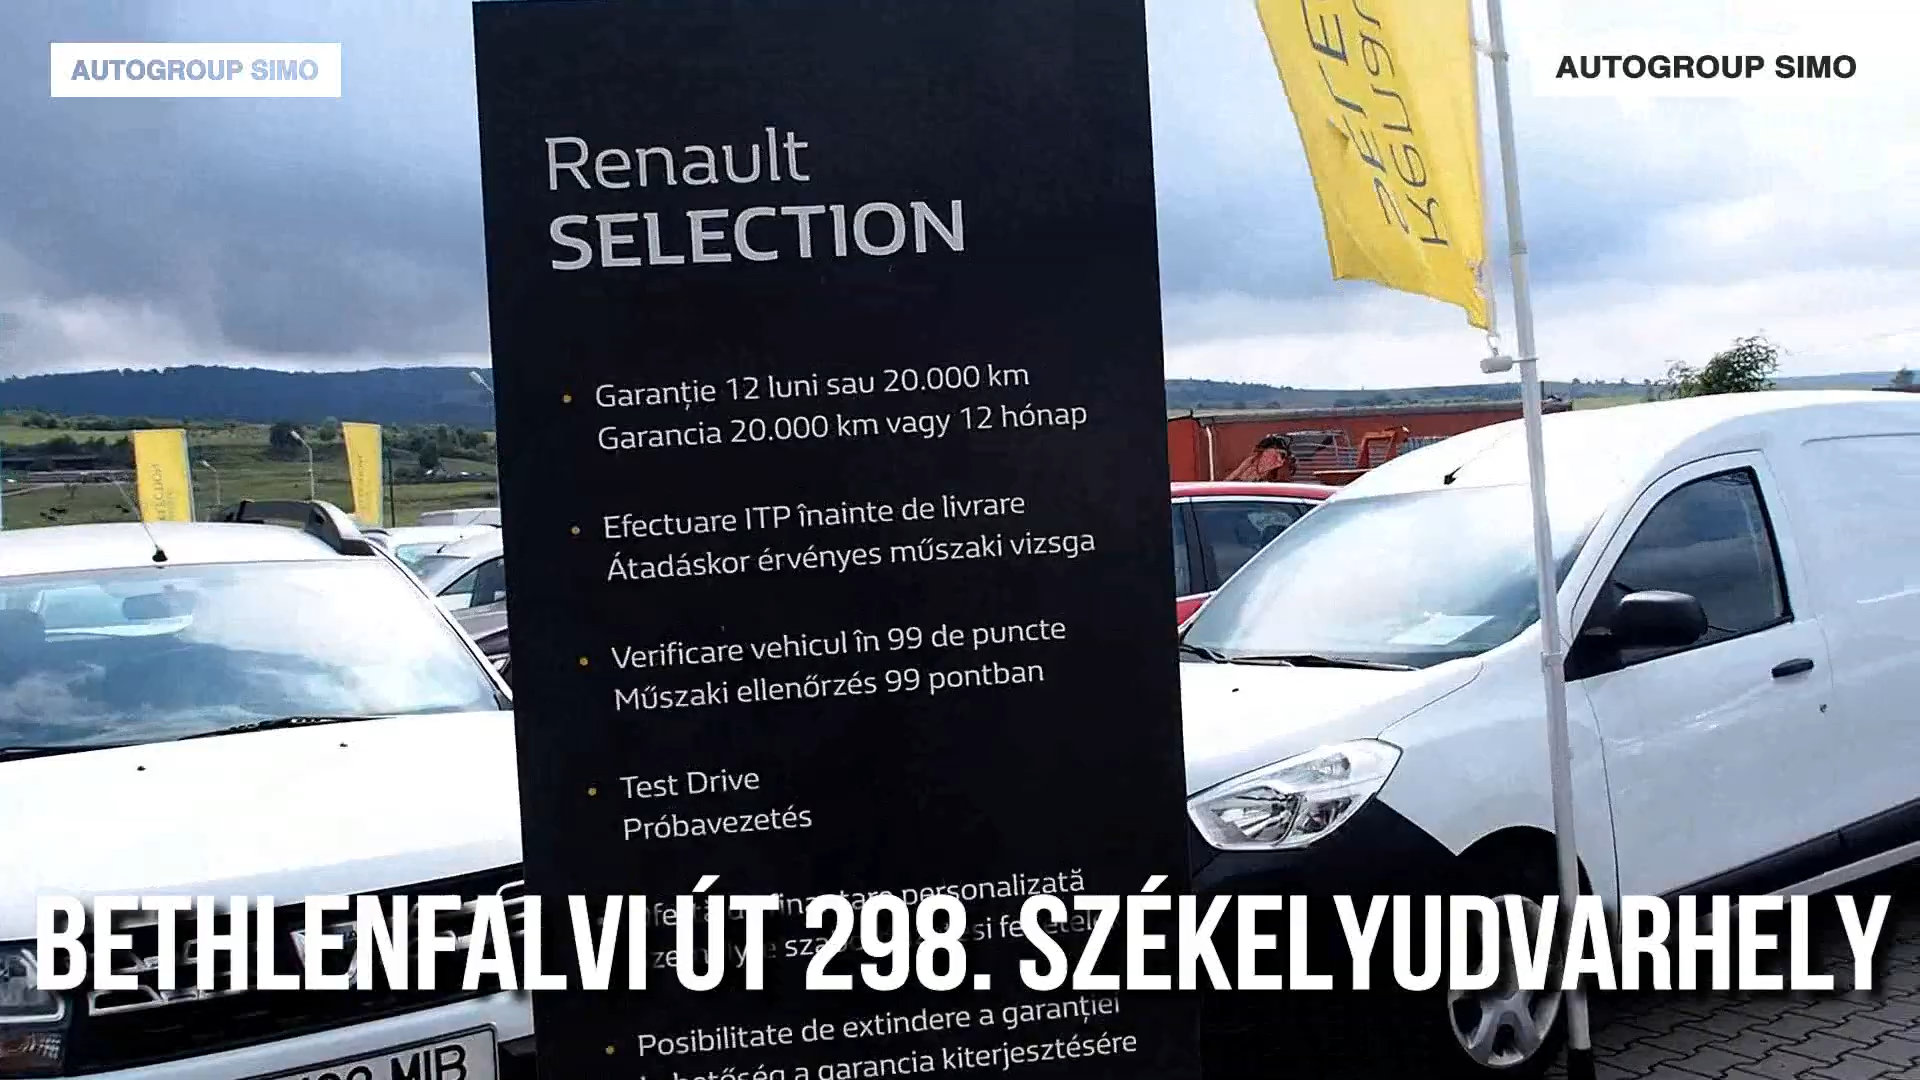 AUTOGROUP SIMO
AUTOGROUP SIMO
Renault
SELECTION
Garanție 12 luni sau 20.000 km
Garancia 20.000 km vagy 12 hónap
Efectuare ITP înainte de livrare
Átadáskor érvényes műszaki vizsga
Verificare vehicul în 99 de puncte
Műszaki ellenőrzés 99 pontban
Test Drive
Próbavezetés
personalizată
BETHLENFALVI ÚT 298. SZÉKELYUDVARHELY
Posibilitate de extindere a garanției
a garancia kiterjesztésére
MIB